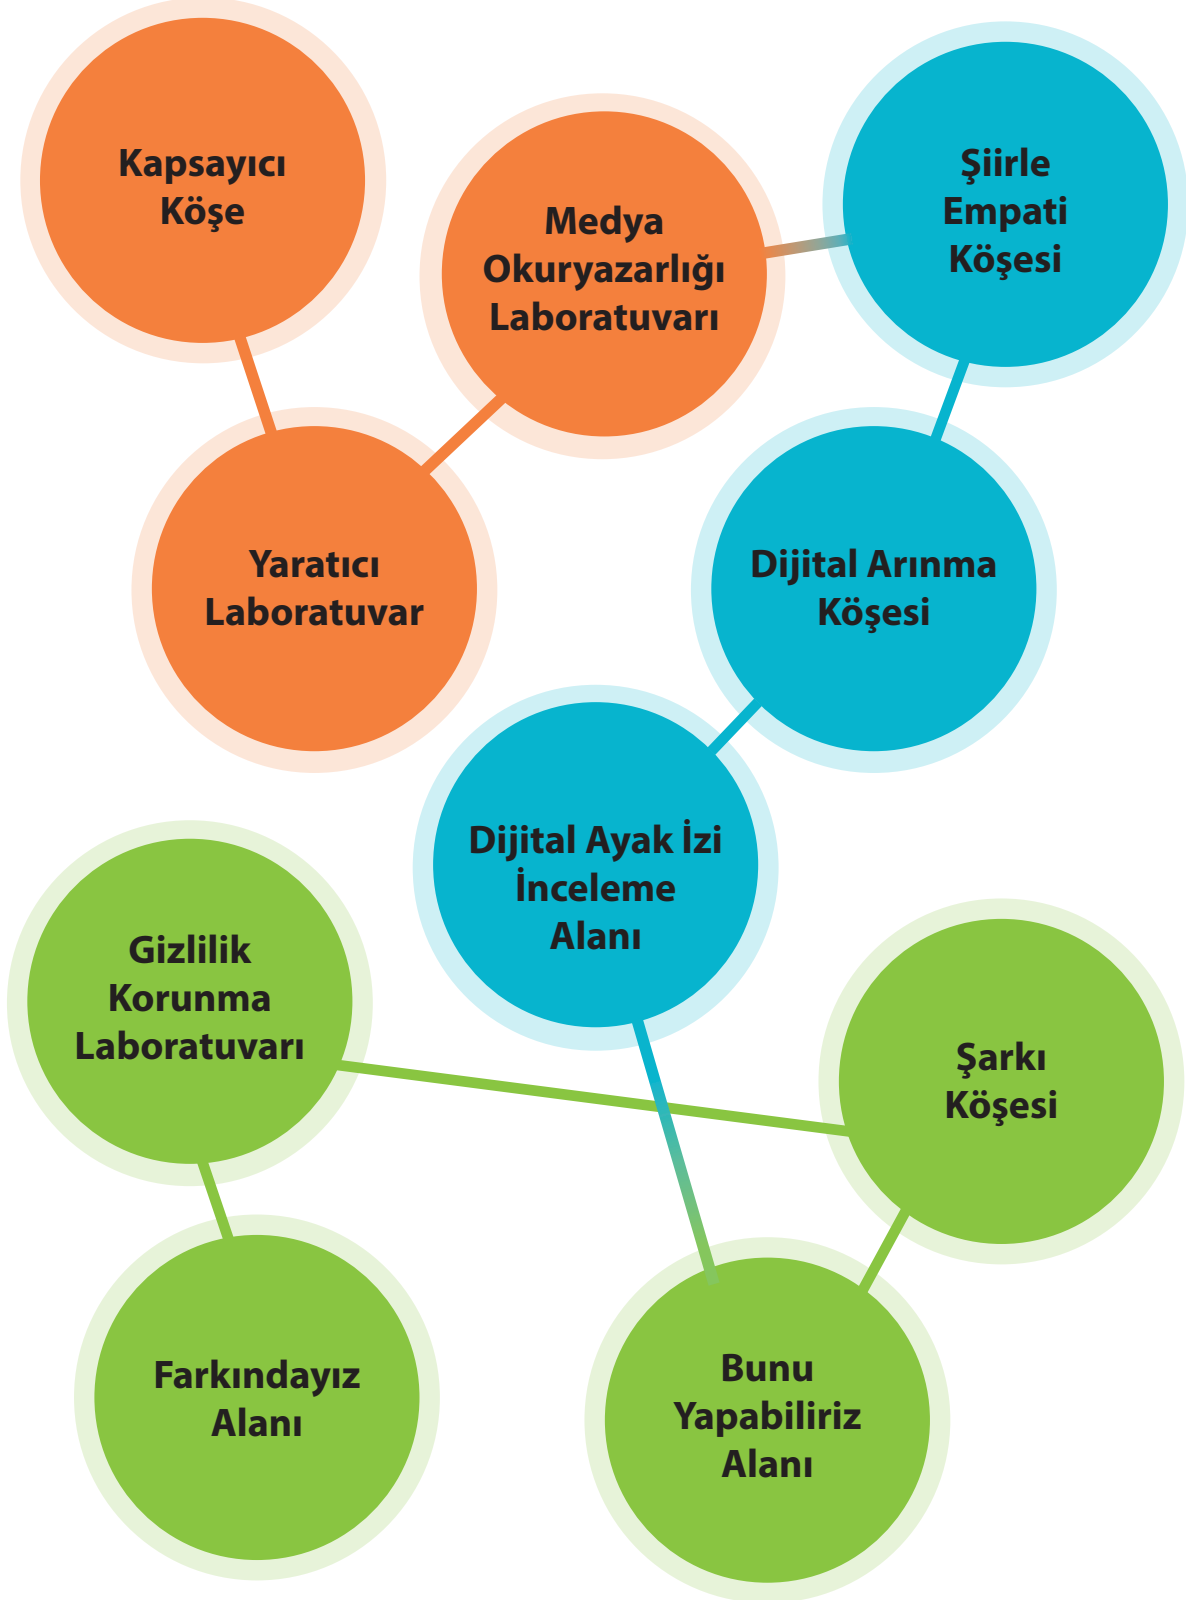 Kapsayıcı
Köşe
Medya
Okuryazarlığı
Laboratuvarı
Şiirle
Empati
Köşesi
Yaratıcı
Laboratuvar
Dijital Arınma
Köşesi
Dijital Ayak İzi
İnceleme
Alanı
Gizlilik
Korunma
Laboratuvarı
Şarkı
Köşesi
Farkındayız
Alanı
Bunu
Yapabiliriz
Alanı